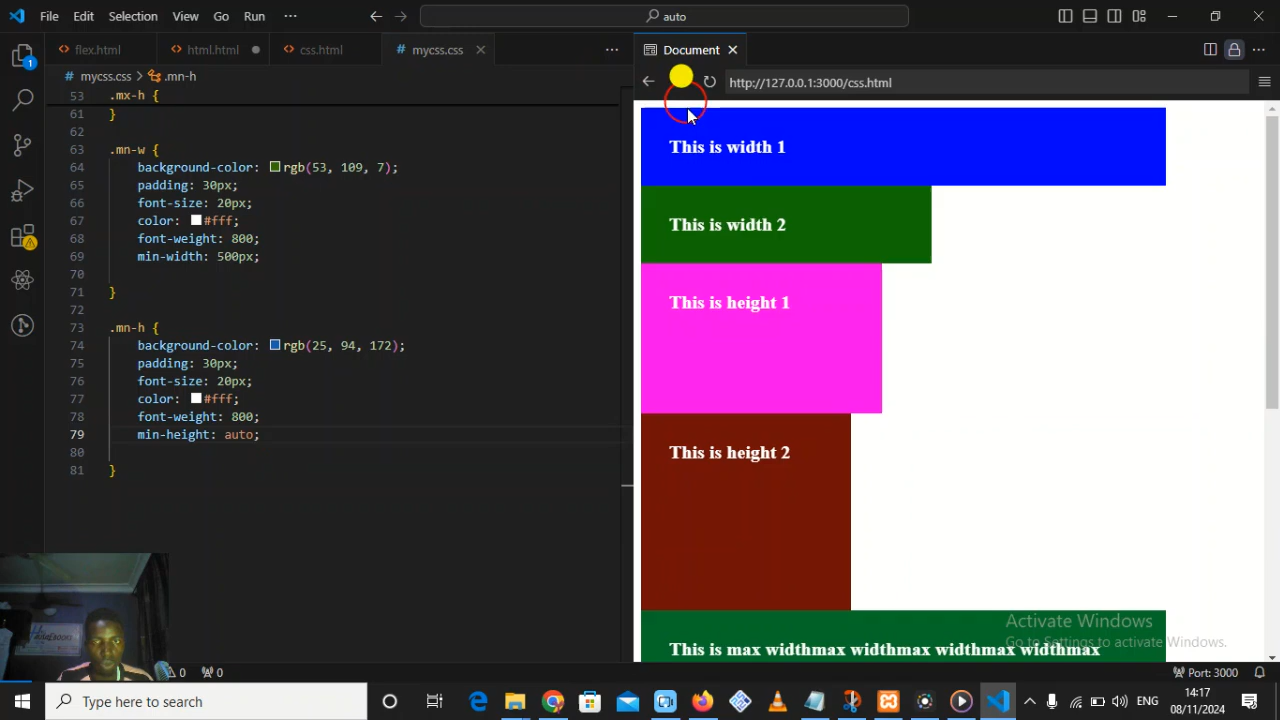 File Edit Selection View Go Run ··· auto
flex.html html.html css.html # mycss.css ···
# mycss.css > .mn-h
53 .mx-h {
61 }
62
63 .mn-w {
64 background-color: rgb(53, 109, 7);
65 padding: 30px;
66 font-size: 20px;
67 color: #fff;
68 font-weight: 800;
69 min-width: 500px;
70
71 }
72
73 .mn-h {
74 background-color: rgb(25, 94, 172);
75 padding: 30px;
76 font-size: 20px;
77 color: #fff;
78 font-weight: 800;
79 min-height: auto;
80
81 }
Document
http://127.0.0.1:3000/css.html
This is width 1
This is width 2
This is height 1
This is height 2
This is max widthmax widthmax widthmax widthmax
Activate Windows
Go to Settings to activate Windows.
0 0 Port: 3000
Type here to search
ENG 14:17 08/11/2024